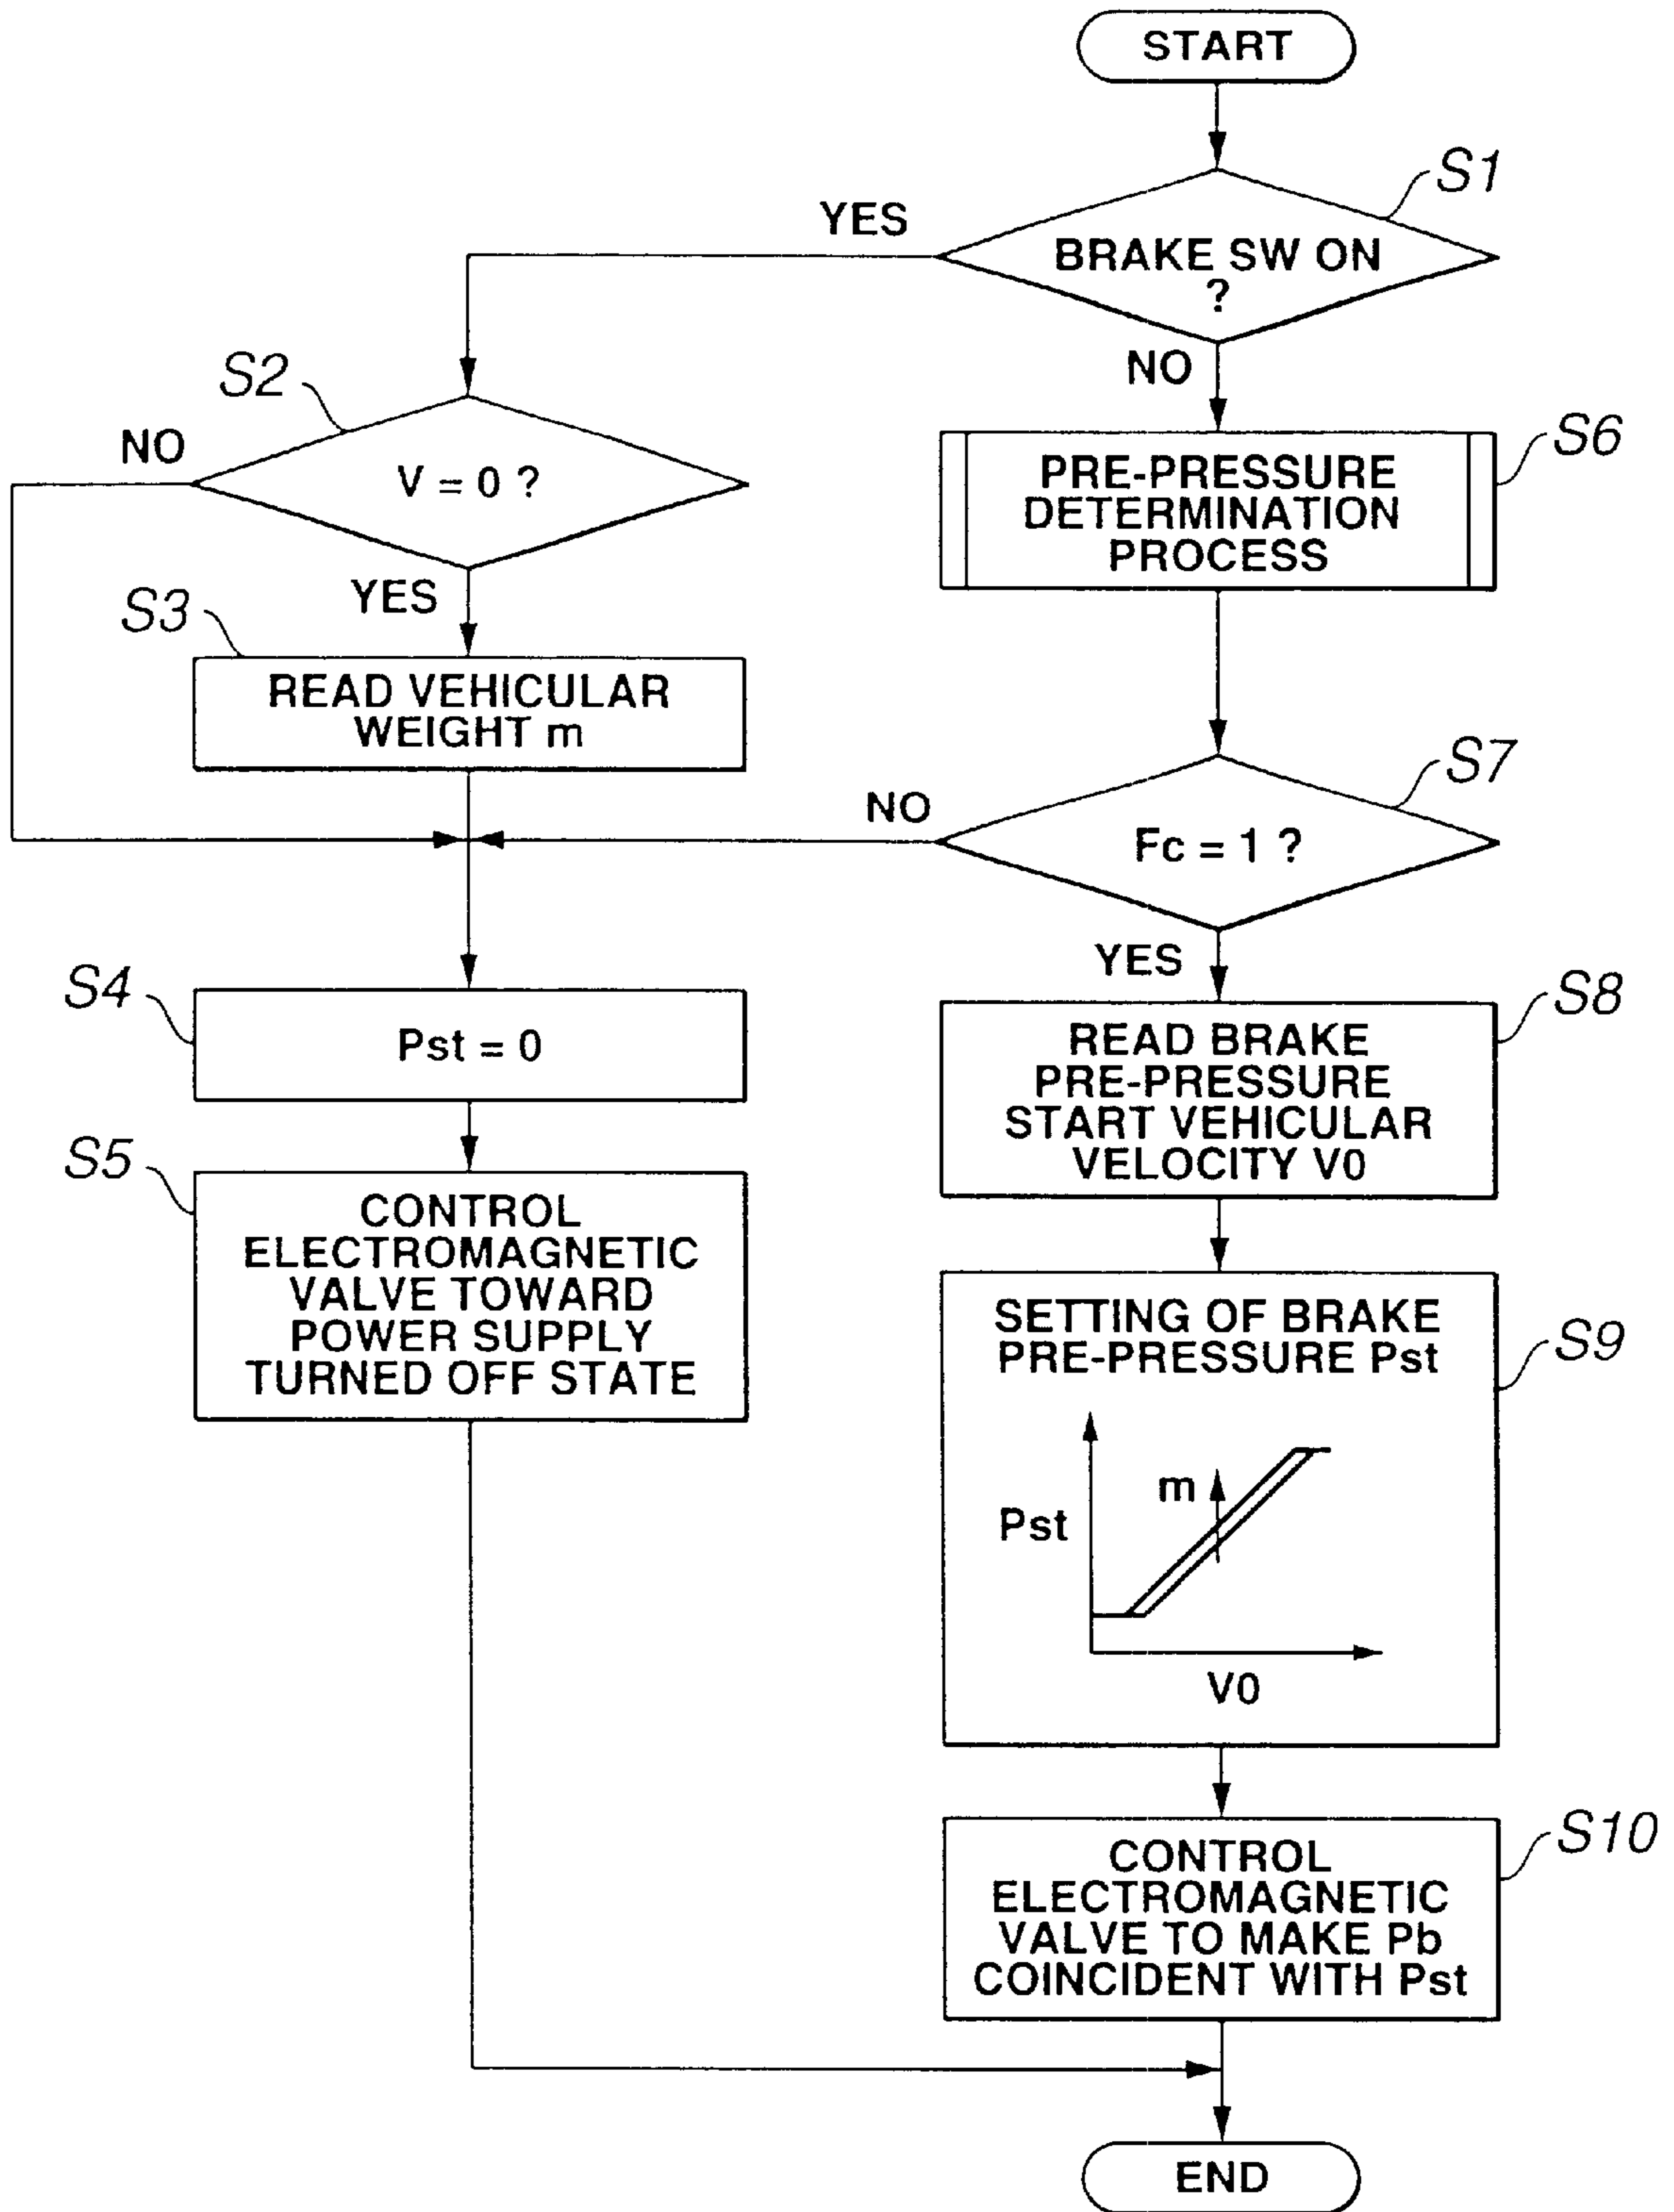 START
S1
YES
BRAKE SW ON
?
NO
S2
NO
V = 0 ?
YES
S6
PRE-PRESSURE
DETERMINATION
PROCESS
S3
READ VEHICULAR
WEIGHT m
S7
NO
Fc = 1 ?
YES
S4
Pst = 0
S8
READ BRAKE
PRE-PRESSURE
START VEHICULAR
VELOCITY V0
S5
CONTROL
ELECTROMAGNETIC
VALVE TOWARD
POWER SUPPLY
TURNED OFF STATE
S9
SETTING OF BRAKE
PRE-PRESSURE Pst
m
Pst
V0
S10
CONTROL
ELECTROMAGNETIC
VALVE TO MAKE Pb
COINCIDENT WITH Pst
END